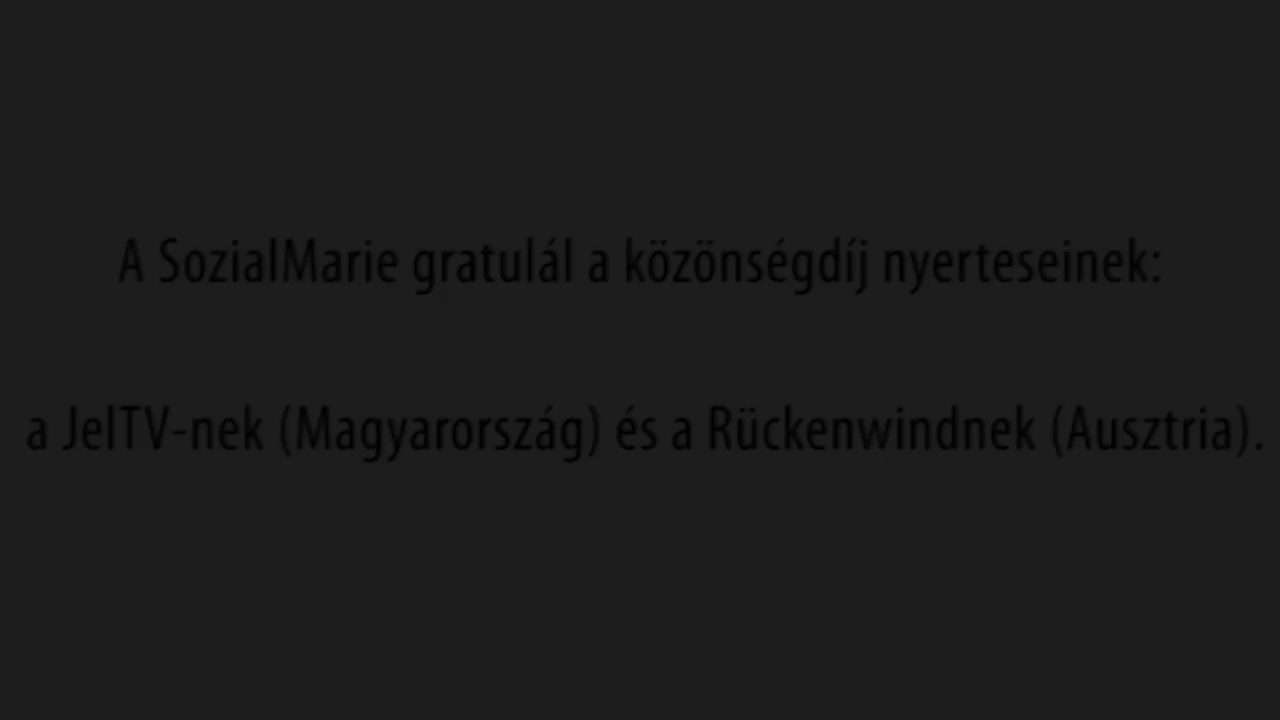 A SozialMarie gratulál a közönségdíj nyerteseinek:
a JelTV-nek (Magyarország) és a Rückenwindnek (Ausztria).